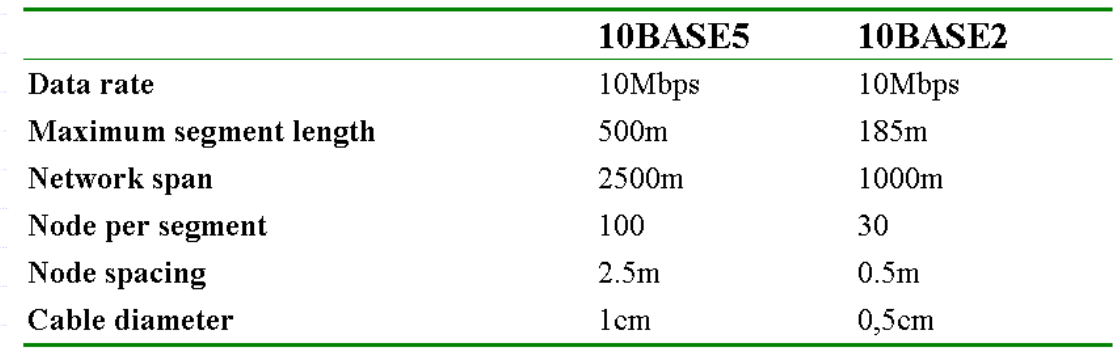 10BASE5 10BASE2
Data rate 10Mbps 10Mbps
Maximum segment length 500m 185m
Network span 2500m 1000m
Node per segment 100 30
Node spacing 2.5m 0.5m
Cable diameter 1cm 0,5cm